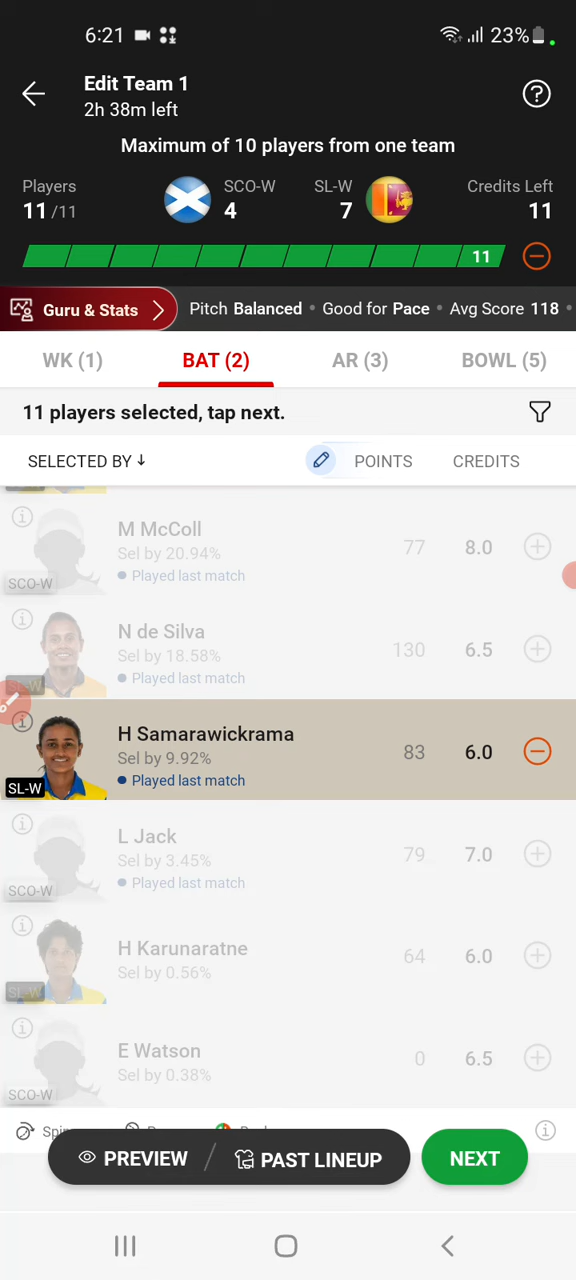 6:21
23%
Edit Team 1
2h 38m left
Maximum of 10 players from one team
Players
11/11
SCO-W
4
SL-W
7
Credits Left
11
11
Guru & Stats
Pitch Balanced • Good for Pace • Avg Score 118 •
WK (1)
BAT (2)
AR (3)
BOWL (5)
11 players selected, tap next.
SELECTED BY ↓
POINTS
CREDITS
M McColl
Sel by 20.94%
77
8.0
Played last match
SCO-W
N de Silva
Sel by 18.58%
130
6.5
Played last match
SL-W
H Samarawickrama
Sel by 9.92%
83
6.0
Played last match
SL-W
L Jack
Sel by 3.45%
79
7.0
Played last match
SCO-W
H Karunaratne
Sel by 0.56%
64
6.0
SL-W
E Watson
Sel by 0.38%
0
6.5
SCO-W
PREVIEW / PAST LINEUP
NEXT